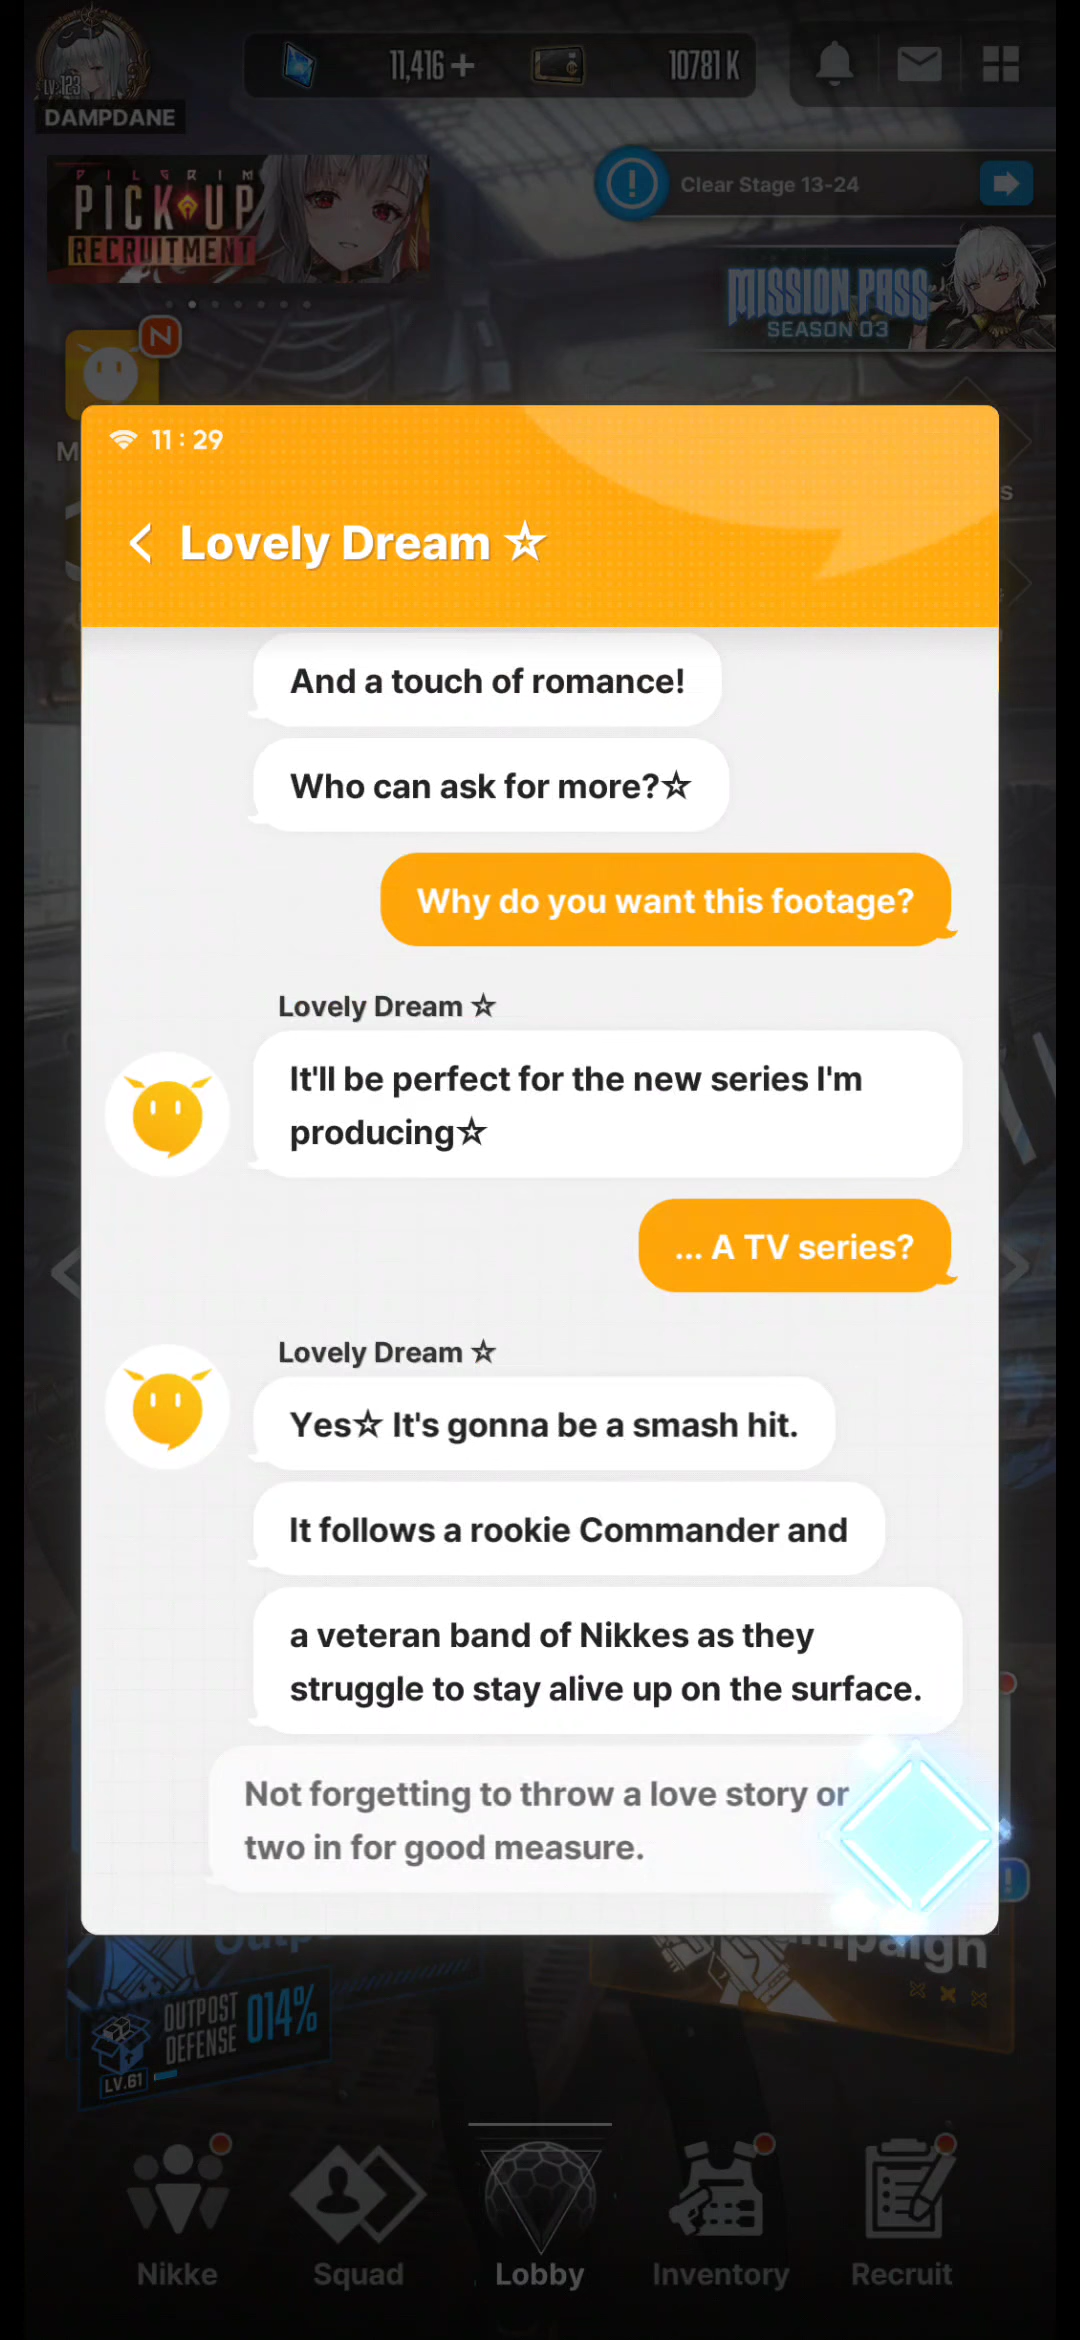 LV.123
11,416
10781 K
DAMPDANE
PILGRIM
PICK UP
RECRUITMENT
Clear Stage 13-24
MISSION PASS
SEASON 03
N
M
11 : 29
S
Lovely Dream ☆
And a touch of romance!
Who can ask for more?☆
Why do you want this footage?
Lovely Dream ☆
It'll be perfect for the new series I'm
producing☆
... A TV series?
Lovely Dream ☆
Yes☆ It's gonna be a smash hit.
It follows a rookie Commander and
a veteran band of Nikkes as they
struggle to stay alive up on the surface.
Not forgetting to throw a love story or
two in for good measure.
OUTPOST
DEFENSE
014%
LV.61
Nikke
Squad
Lobby
Inventory
Recruit